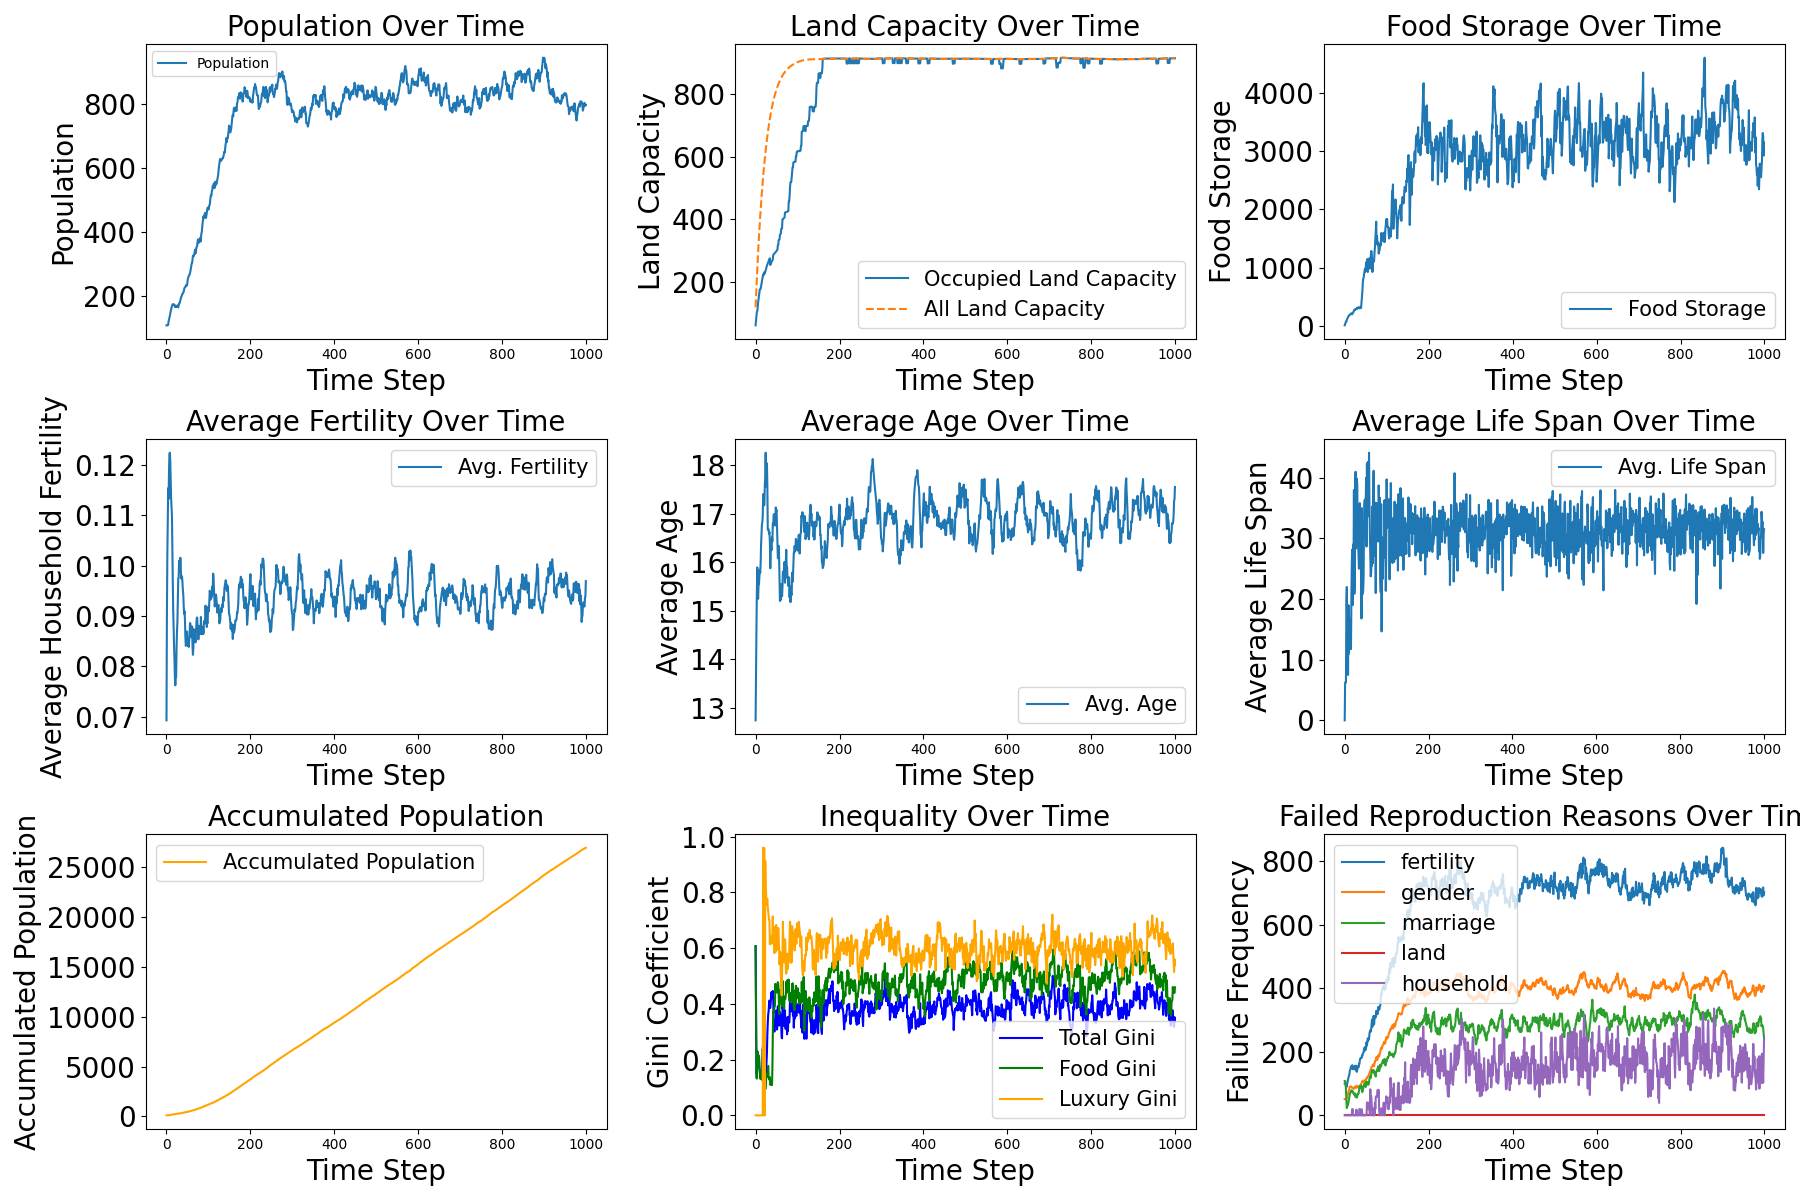 Population Over Time
Population
800
600
400
200
Population
0 200 400 600 800 1000
Time Step
Land Capacity Over Time
800
600
400
200
Land Capacity
Occupied Land Capacity
All Land Capacity
0 200 400 600 800 1000
Time Step
Food Storage Over Time
4000
3000
2000
1000
0
Food Storage
Food Storage
0 200 400 600 800 1000
Time Step
Average Fertility Over Time
Avg. Fertility
0.12
0.11
0.10
0.09
0.08
0.07
Average Household Fertility
0 200 400 600 800 1000
Time Step
Average Age Over Time
18
17
16
15
14
13
Average Age
Avg. Age
0 200 400 600 800 1000
Time Step
Average Life Span Over Time
Avg. Life Span
40
30
20
10
0
Average Life Span
0 200 400 600 800 1000
Time Step
Accumulated Population
Accumulated Population
25000
20000
15000
10000
5000
0
Accumulated Population
0 200 400 600 800 1000
Time Step
Inequality Over Time
1.0
0.8
0.6
0.4
0.2
0.0
Gini Coefficient
Total Gini
Food Gini
Luxury Gini
0 200 400 600 800 1000
Time Step
Failed Reproduction Reasons Over Tim
fertility
gender
marriage
land
household
800
600
400
200
0
Failure Frequency
0 200 400 600 800 1000
Time Step